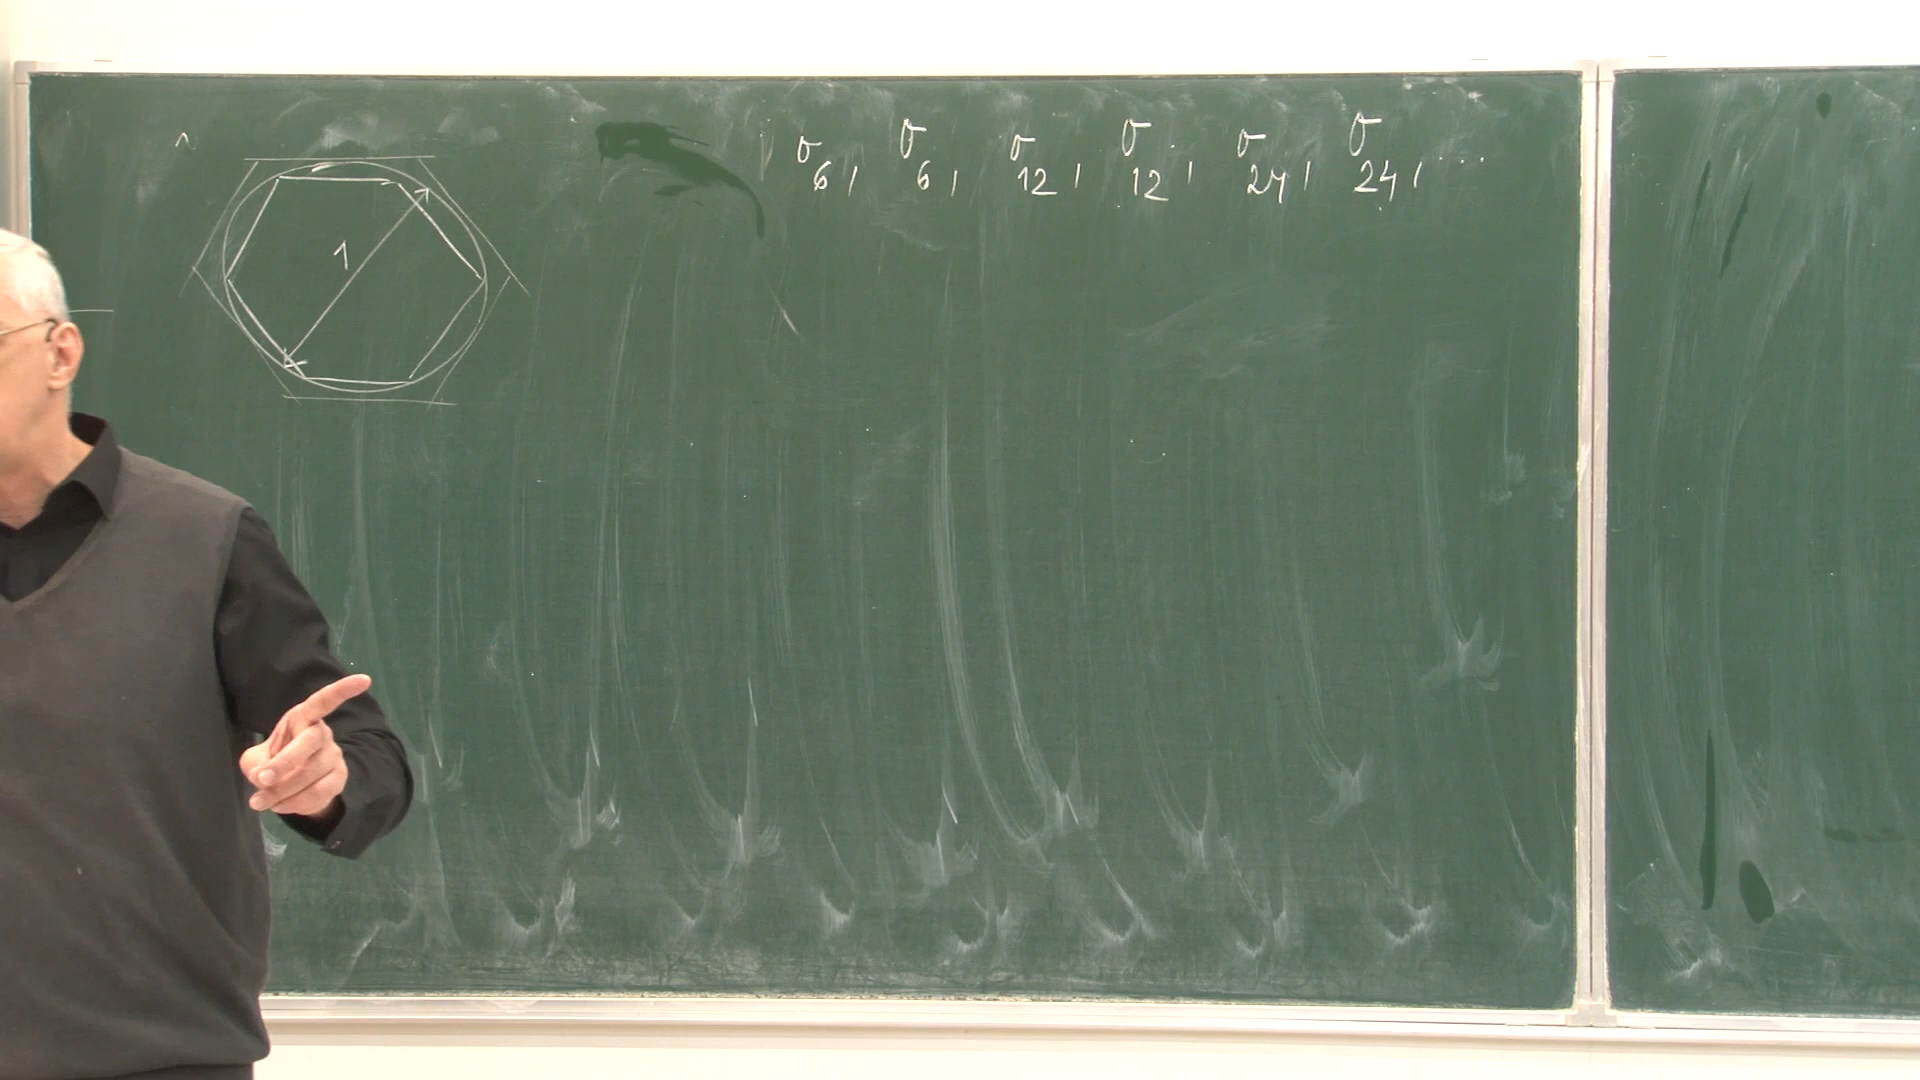 σ₆, σ₆, σ₁₂, σ₁₂, σ₂₄, σ₂₄, ....
1